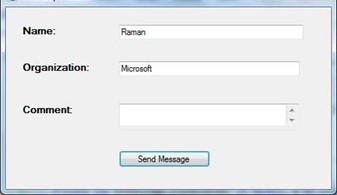 Name: Raman
Organization: Microsoft
Comment:
Send Message